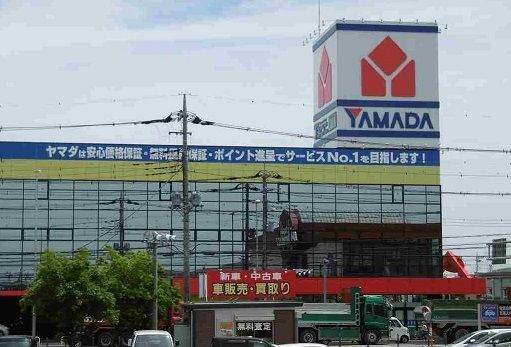 YAMADA
ヤマダは安心価格保証・無料長期保証・ポイント進呈でサービスNo.1を目指します!
新車・中古車
車販売・買取り
無料査定